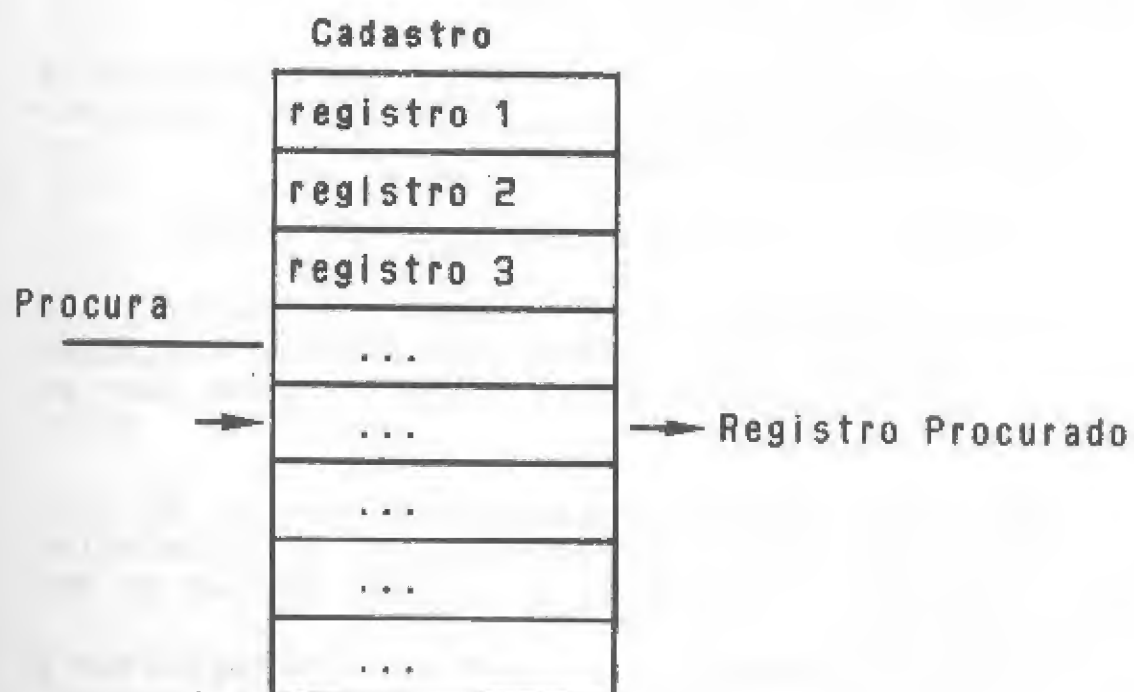 Cadastro
registro 1
registro 2
registro 3
Procura
...
...
Registro Procurado
...
...
...